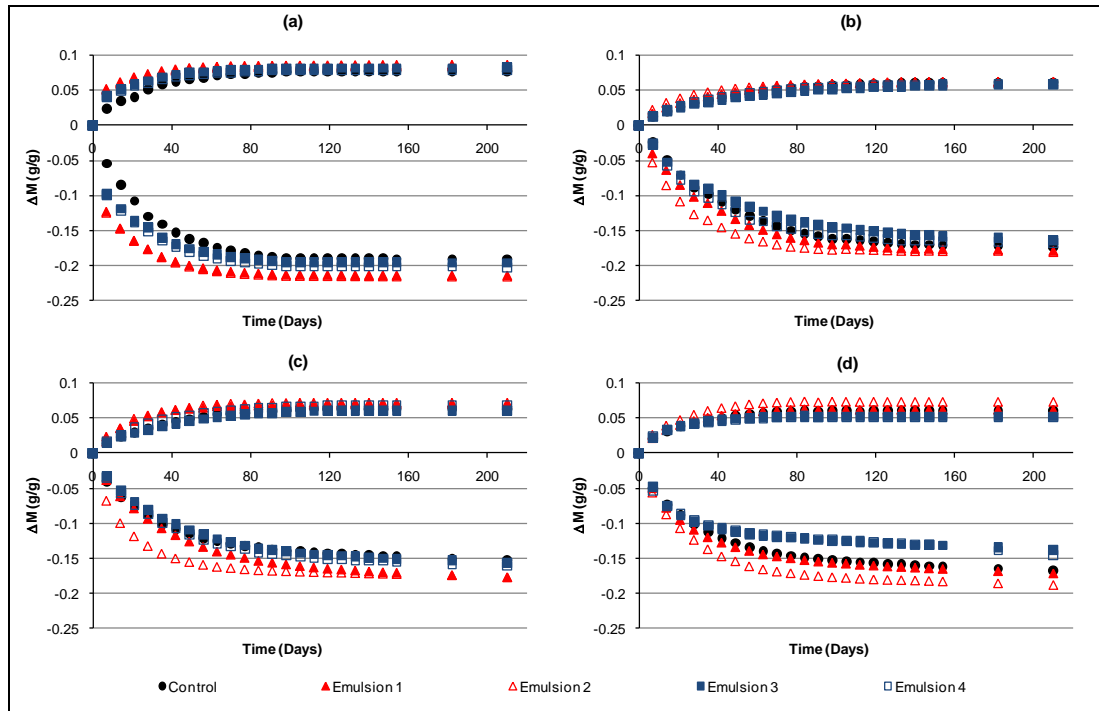 (a)
0.1
0.05
0
0 40 80 120 160 200
-0.05
-0.1
-0.15
-0.2
-0.25
ΔM (g/g)
Time (Days)
(b)
0.1
0.05
0
0 40 80 120 160 200
-0.05
-0.1
-0.15
-0.2
-0.25
ΔM (g/g)
Time (Days)
(c)
0.1
0.05
0
0 40 80 120 160 200
-0.05
-0.1
-0.15
-0.2
-0.25
ΔM (g/g)
Time (Days)
(d)
0.1
0.05
0
0 40 80 120 160 200
-0.05
-0.1
-0.15
-0.2
-0.25
ΔM (g/g)
Time (Days)
Control Emulsion 1 Emulsion 2 Emulsion 3 Emulsion 4